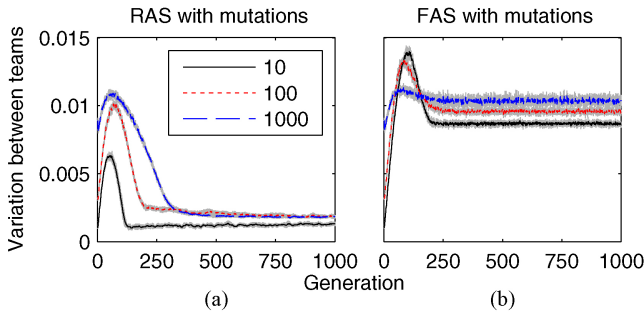 RAS with mutations
FAS with mutations
Variation between teams
0.015
0.01
0.005
0
10
100
1000
0 250 500 750 1000
0 250 500 750 1000
Generation
(a)
(b)